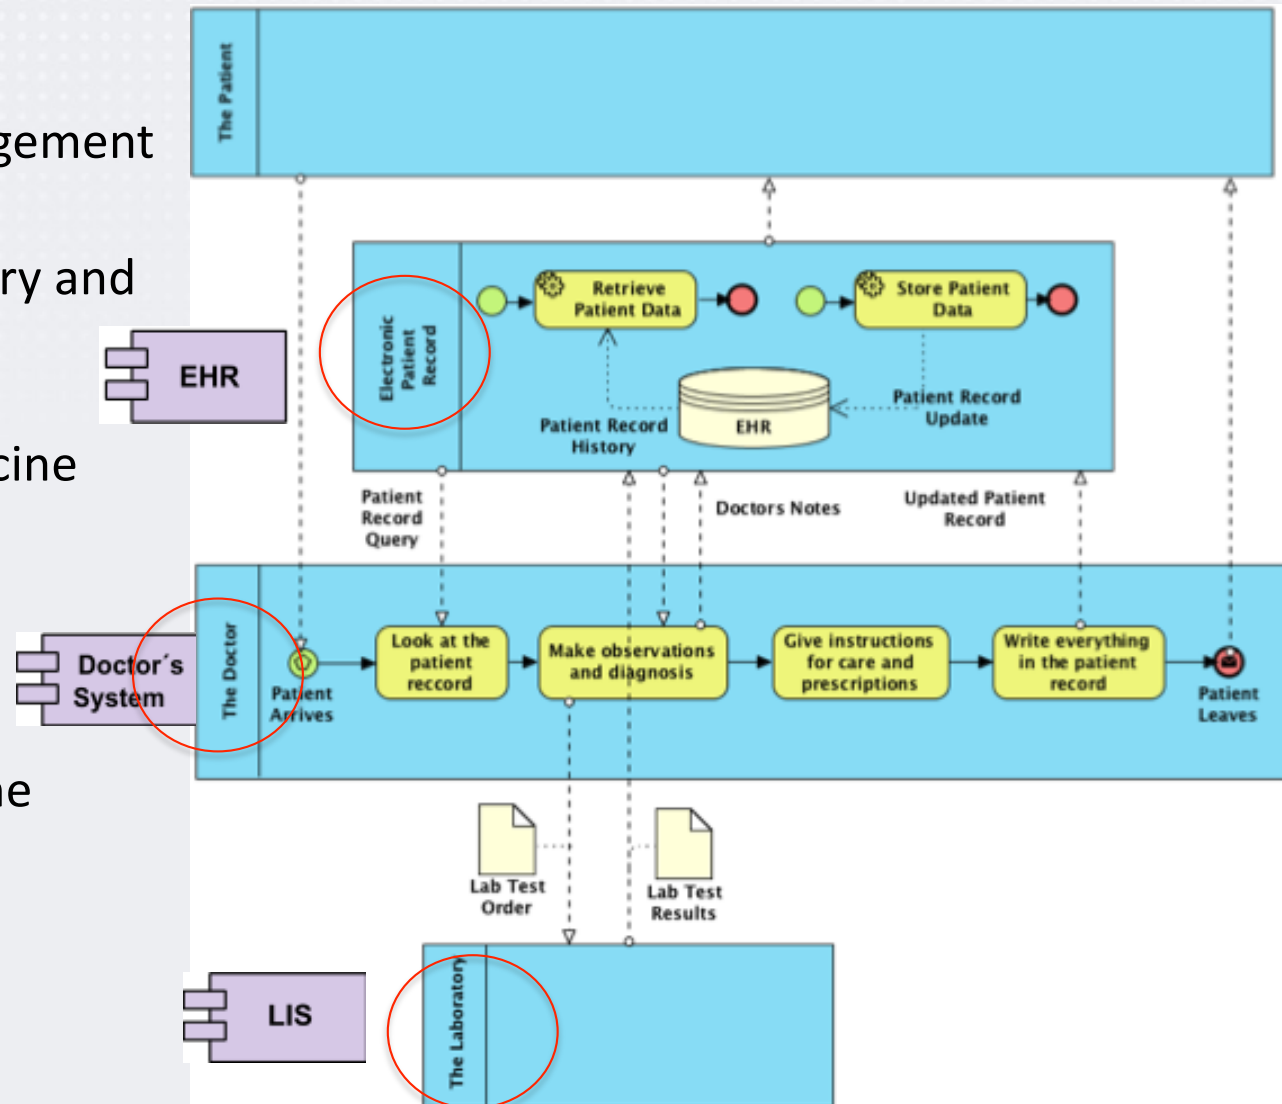 The Patient
gement
ry and
cine
ne
EHR
Electronic
Patient
Record
Retrieve
Patient Data
Store Patient
Data
Patient Record
History
EHR
Patient Record
Update
Patient
Record
Query
Doctors Notes
Updated Patient
Record
Doctor´s
System
The Doctor
Patient
Arrives
Look at the
patient
reccord
Make observations
and diagnosis
Give instructions
for care and
prescriptions
Write everything
in the patient
record
Patient
Leaves
Lab Test
Order
Lab Test
Results
LIS
The Laboratory